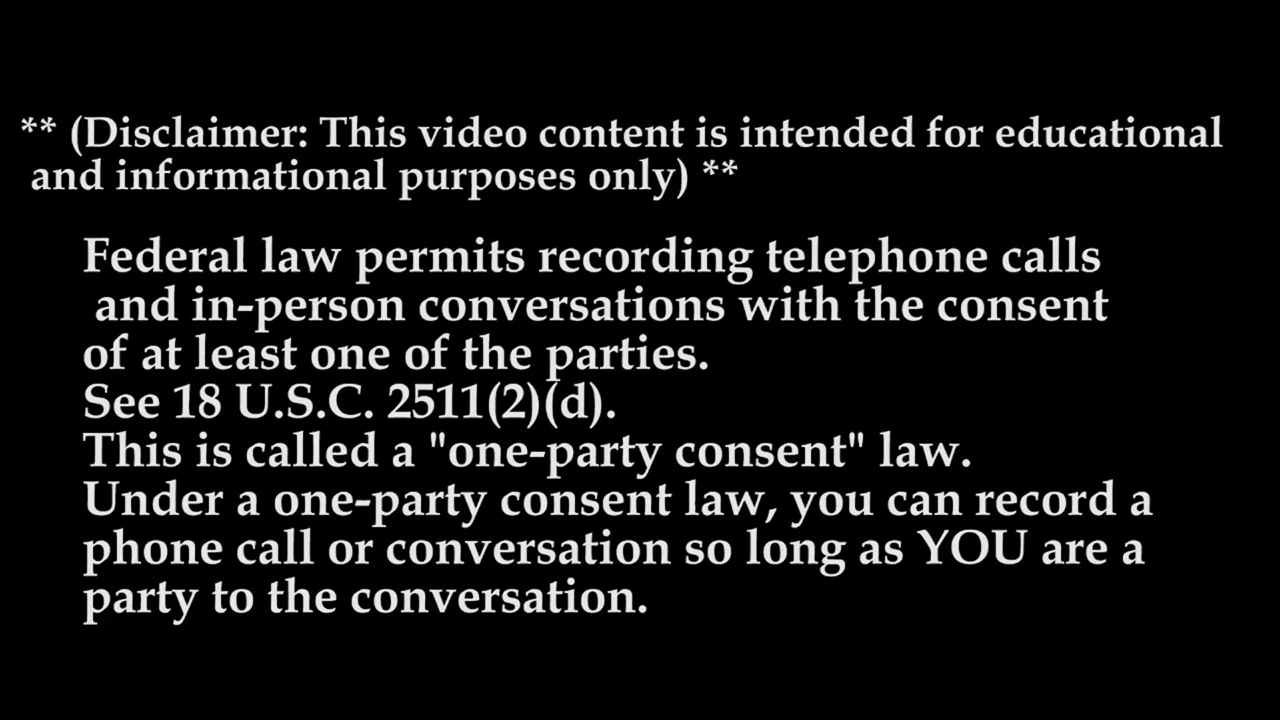 ** (Disclaimer: This video content is intended for educational
and informational purposes only) **
Federal law permits recording telephone calls
and in-person conversations with the consent
of at least one of the parties.
See 18 U.S.C. 2511(2)(d).
This is called a "one-party consent" law.
Under a one-party consent law, you can record a
phone call or conversation so long as YOU are a
party to the conversation.